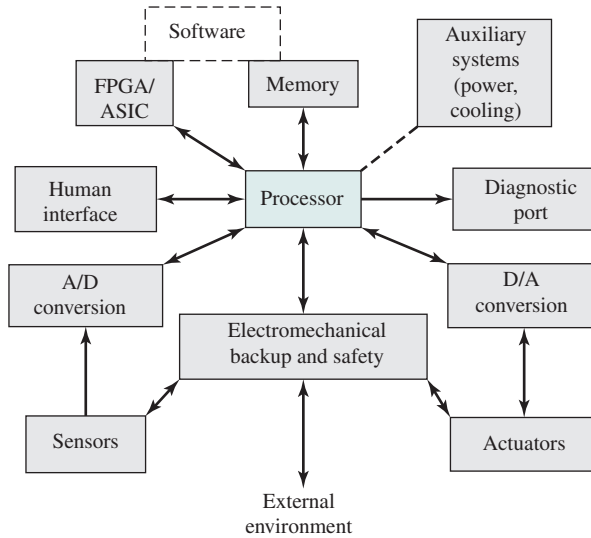 Software
Auxiliary
systems
(power,
cooling)
FPGA/
ASIC
Memory
Human
interface
Processor
Diagnostic
port
A/D
conversion
D/A
conversion
Electromechanical
backup and safety
Sensors
Actuators
External
environment